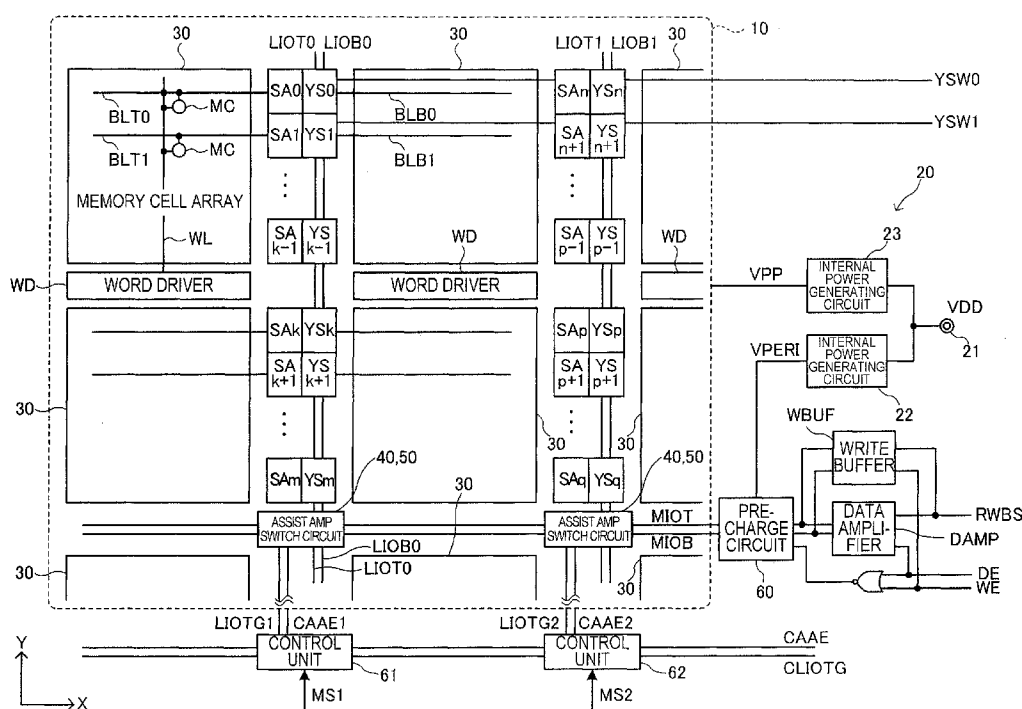 30
LIOT0
LIOB0
30
LIOT1
LIOB1
10
30
SA0
YS0
SAn
YSn
YSW0
BLT0
MC
BLB0
SA1
YS1
SA
n+1
YS
n+1
YSW1
BLT1
MC
BLB1
20
MEMORY CELL ARRAY
SA
k-1
YS
k-1
SA
p-1
YS
p-1
WL
WD
WD
23
WD
WORD DRIVER
WORD DRIVER
VPP
INTERNAL
POWER
GENERATING
CIRCUIT
VDD
21
SAk
YSk
SAp
YSp
VPERI
INTERNAL
POWER
GENERATING
CIRCUIT
22
SA
k+1
YS
k+1
SA
p+1
YS
p+1
30
30
30
WBUF
WRITE
BUFFER
40,50
40,50
SAm
YSm
30
SAq
YSq
ASSIST AMP
SWITCH CIRCUIT
ASSIST AMP
SWITCH CIRCUIT
MIOT
MIOB
PRE-
CHARGE
CIRCUIT
60
DATA
AMPLI-
FIER
RWBS
DAMP
30
LIOB0
LIOT0
30
DE
WE
LIOTG1
CAAE1
LIOTG2
CAAE2
CONTROL
UNIT
61
CONTROL
UNIT
62
CAAE
CLIOTG
MS1
MS2
Y
X